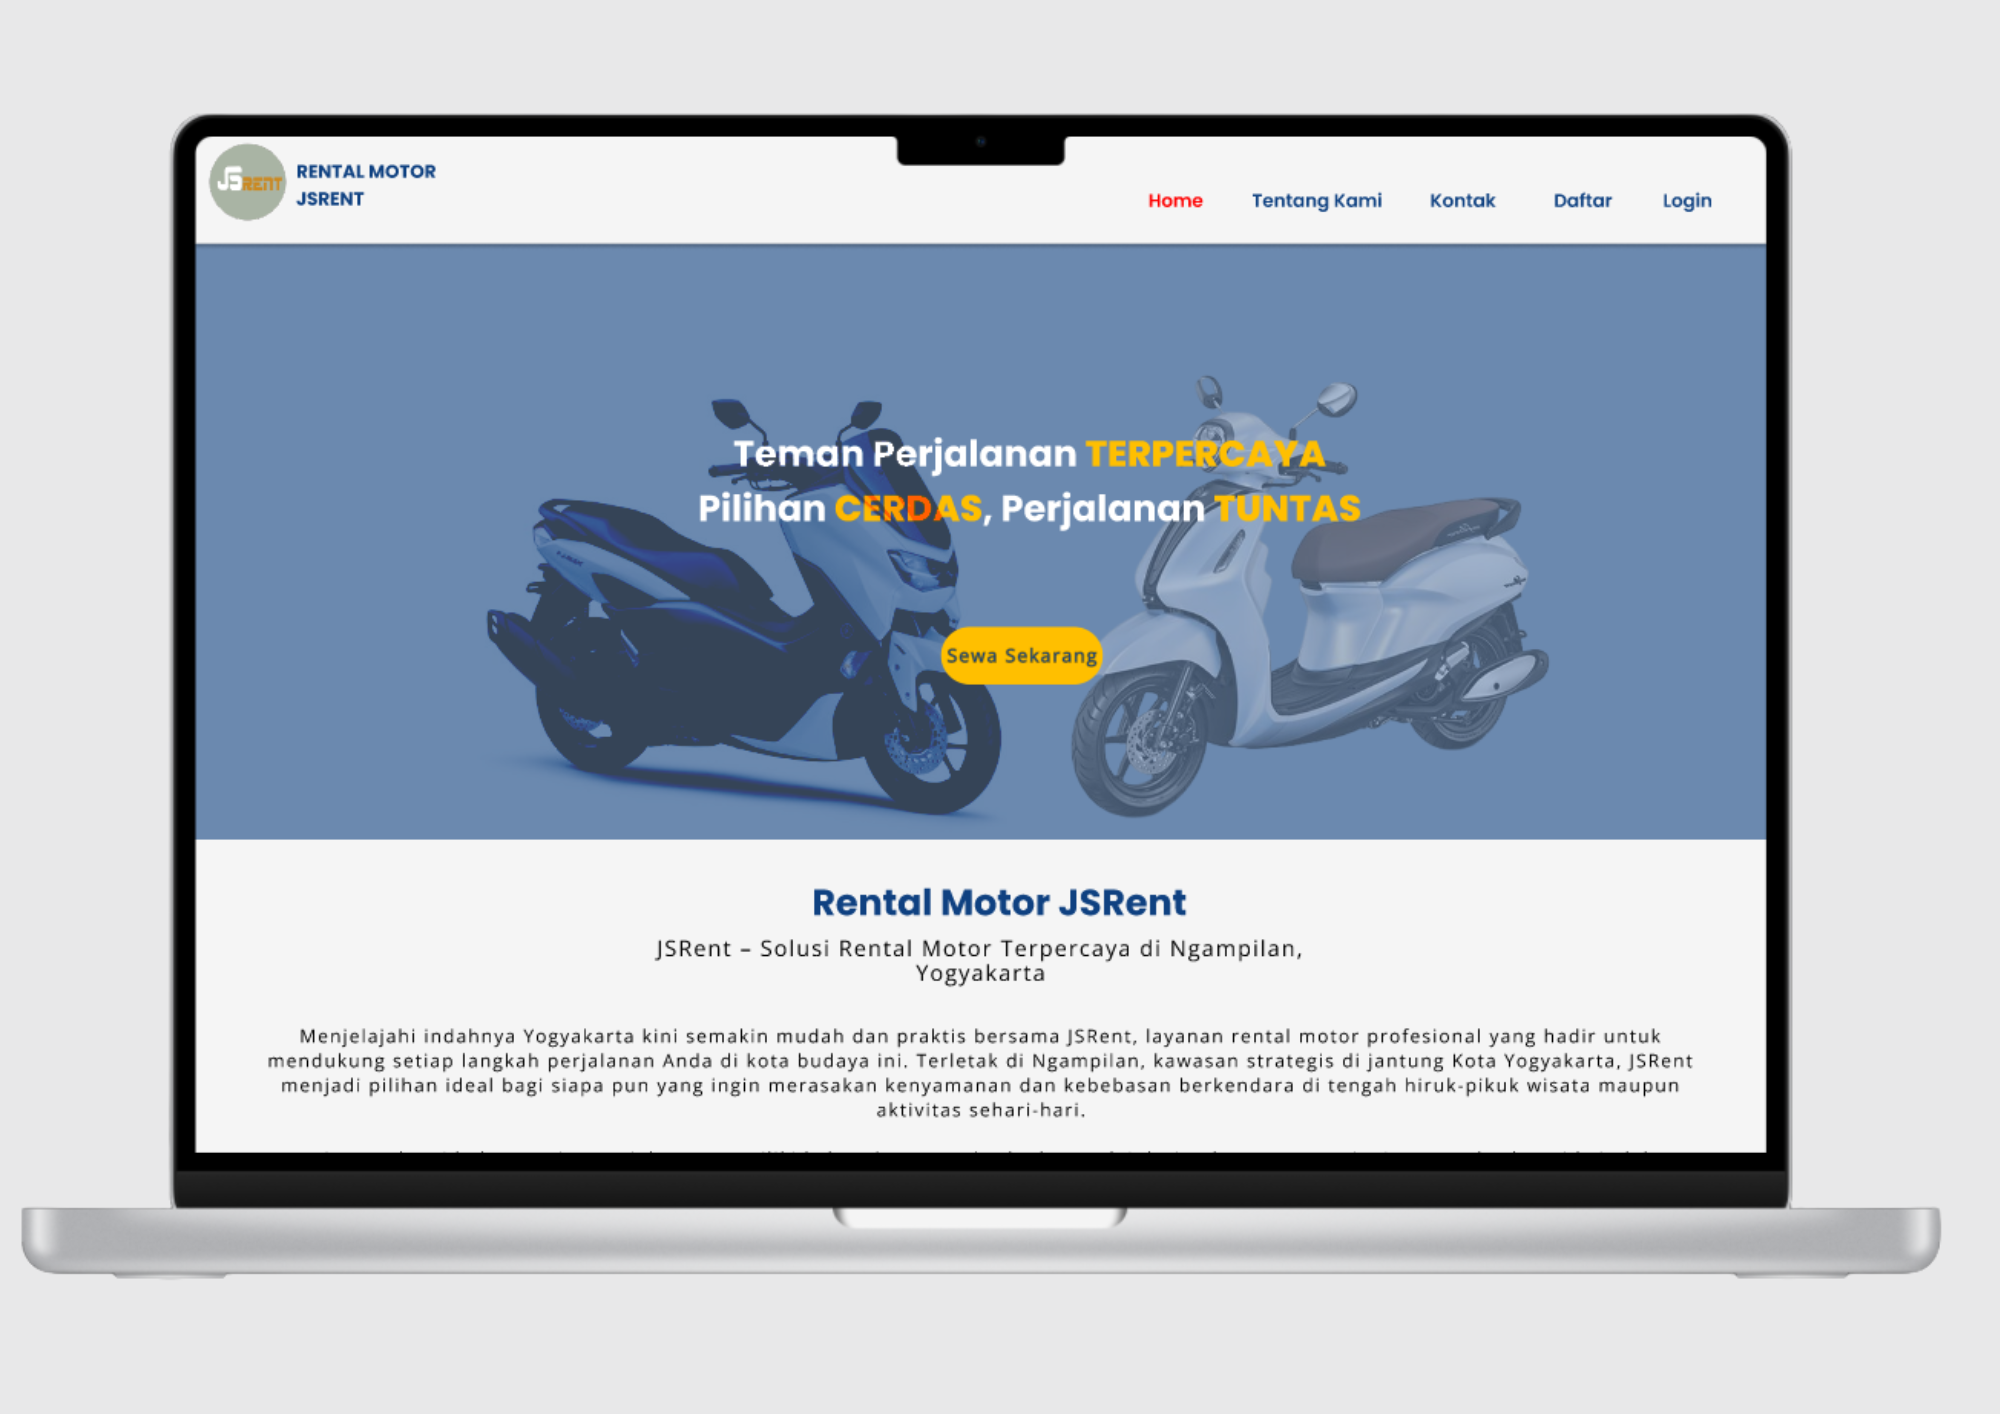 JSRENT
RENTAL MOTOR
JSRENT
Home Tentang Kami Kontak Daftar Login
Teman Perjalanan TERPERCAYA
Pilihan CERDAS, Perjalanan TUNTAS
Sewa Sekarang
Rental Motor JSRent
JSRent – Solusi Rental Motor Terpercaya di Ngampilan,
Yogyakarta
Menjelajahi indahnya Yogyakarta kini semakin mudah dan praktis bersama JSRent, layanan rental motor profesional yang hadir untuk
mendukung setiap langkah perjalanan Anda di kota budaya ini. Terletak di Ngampilan, kawasan strategis di jantung Kota Yogyakarta, JSRent
menjadi pilihan ideal bagi siapa pun yang ingin merasakan kenyamanan dan kebebasan berkendara di tengah hiruk-pikuk wisata maupun
aktivitas sehari-hari.